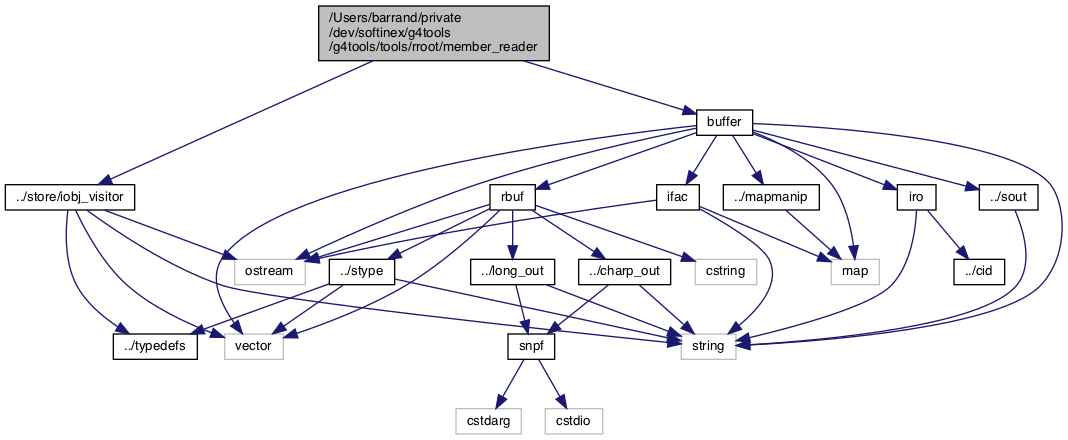 /Users/barrand/private
/dev/softinex/g4tools
/g4tools/tools/rroot/member_reader
buffer
../store/iobj_visitor
rbuf
ifac
../mapmanip
iro
../sout
ostream
../stype
../long_out
../charp_out
cstring
map
../cid
../typedefs
vector
snpf
string
cstdarg
cstdio